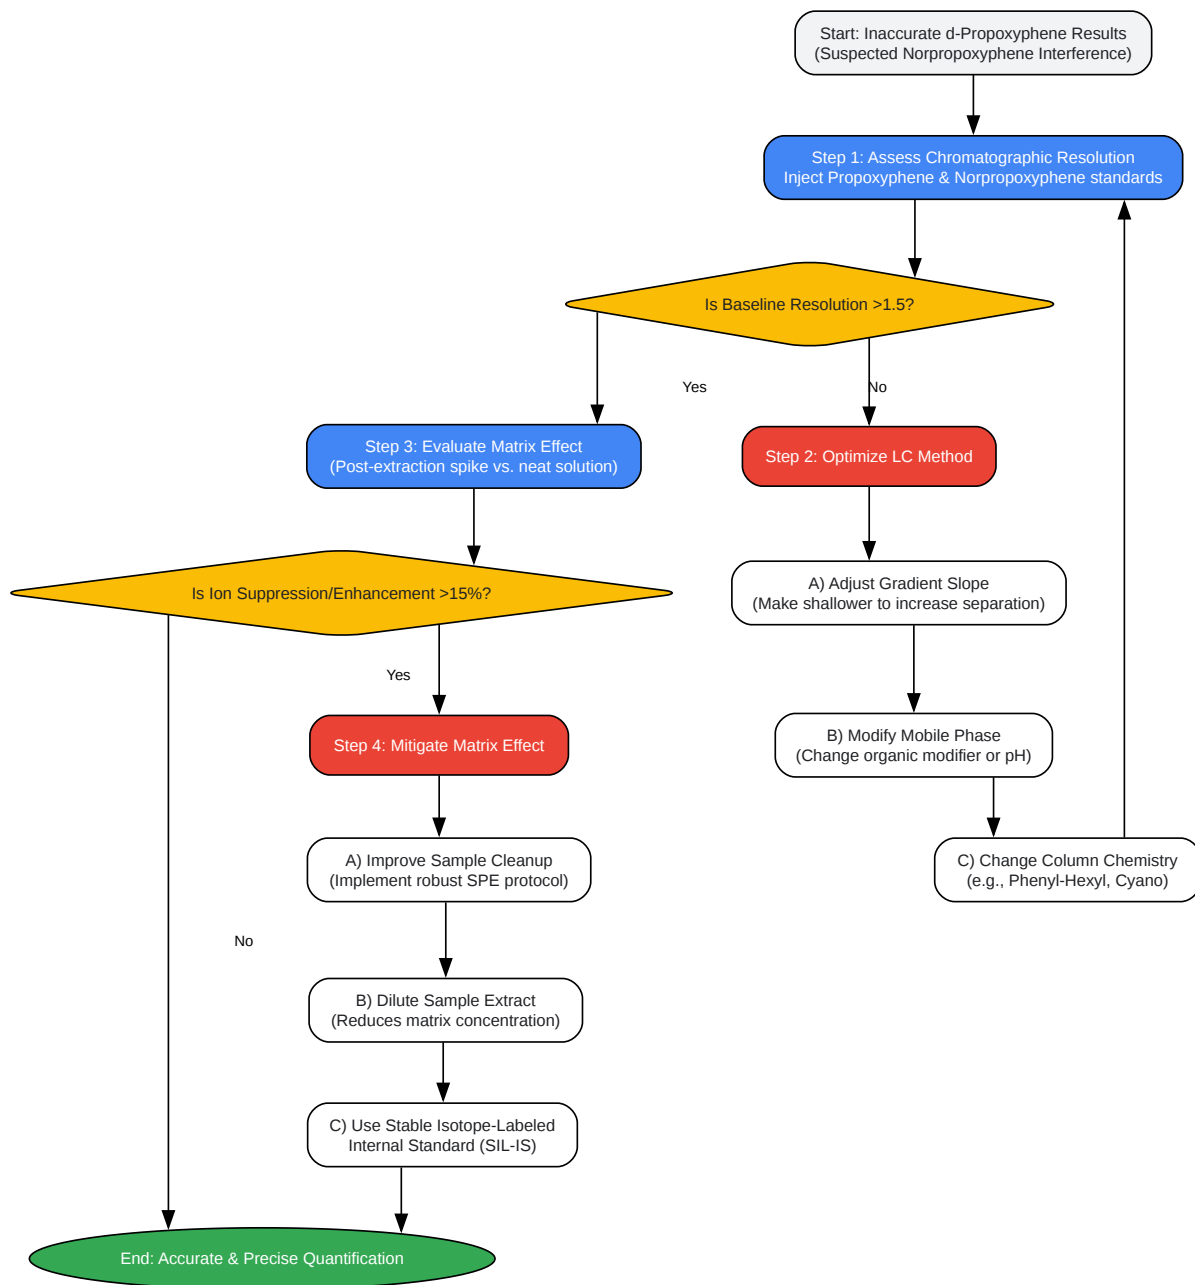 Start: Inaccurate d-Propoxyphene Results
(Suspected Norpropoxyphene Interference)
Step 1: Assess Chromatographic Resolution
Inject Propoxyphene & Norpropoxyphene standards
Is Baseline Resolution >1.5?
Yes
No
Step 3: Evaluate Matrix Effect
(Post-extraction spike vs. neat solution)
Step 2: Optimize LC Method
Is Ion Suppression/Enhancement >15%?
A) Adjust Gradient Slope
(Make shallower to increase separation)
Yes
Step 4: Mitigate Matrix Effect
B) Modify Mobile Phase
(Change organic modifier or pH)
A) Improve Sample Cleanup
(Implement robust SPE protocol)
C) Change Column Chemistry
(e.g., Phenyl-Hexyl, Cyano)
No
B) Dilute Sample Extract
(Reduces matrix concentration)
C) Use Stable Isotope-Labeled
Internal Standard (SIL-IS)
End: Accurate & Precise Quantification